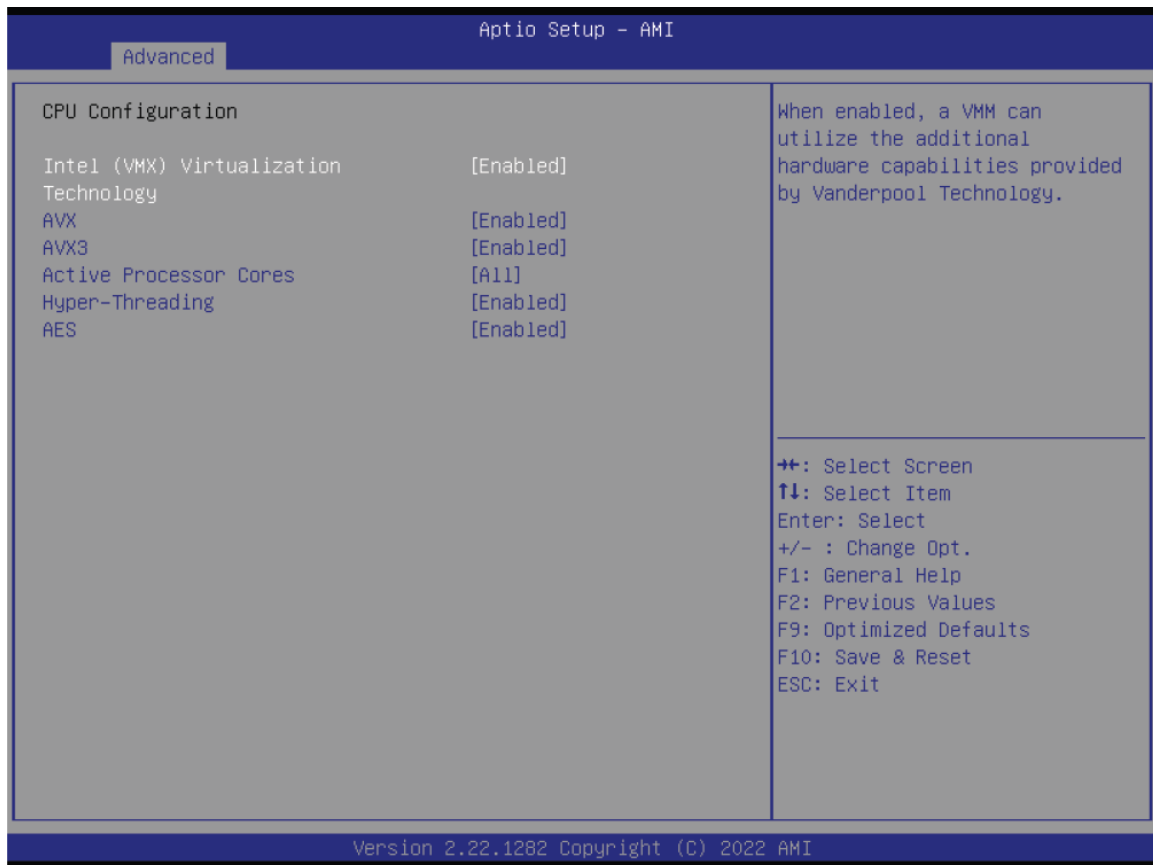 Aptio Setup – AMI
Advanced
CPU Configuration
Intel (VMX) Virtualization [Enabled]
Technology
AVX [Enabled]
AVX3 [Enabled]
Active Processor Cores [All]
Hyper-Threading [Enabled]
AES [Enabled]
When enabled, a VMM can
utilize the additional
hardware capabilities provided
by Vanderpool Technology.
→←: Select Screen
↑↓: Select Item
Enter: Select
+/- : Change Opt.
F1: General Help
F2: Previous Values
F9: Optimized Defaults
F10: Save & Reset
ESC: Exit
Version 2.22.1282 Copyright (C) 2022 AMI